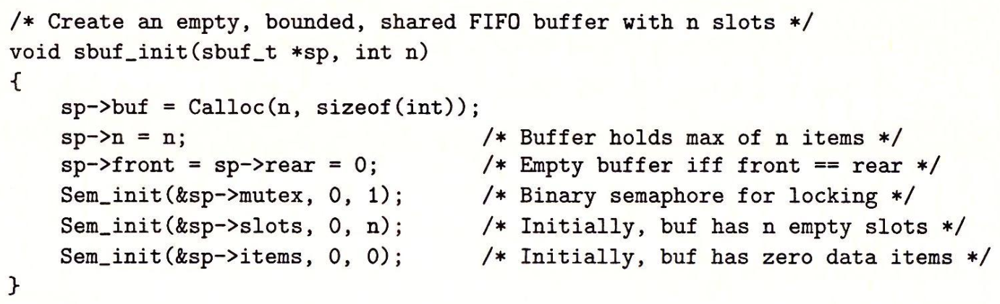 /* Create an empty, bounded, shared FIFO buffer with n slots */
void sbuf_init(sbuf_t *sp, int n)
{
    sp->buf = Calloc(n, sizeof(int));
    sp->n = n;                       /* Buffer holds max of n items */
    sp->front = sp->rear = 0;        /* Empty buffer iff front == rear */
    Sem_init(&sp->mutex, 0, 1);      /* Binary semaphore for locking */
    Sem_init(&sp->slots, 0, n);      /* Initially, buf has n empty slots */
    Sem_init(&sp->items, 0, 0);      /* Initially, buf has zero data items */
}